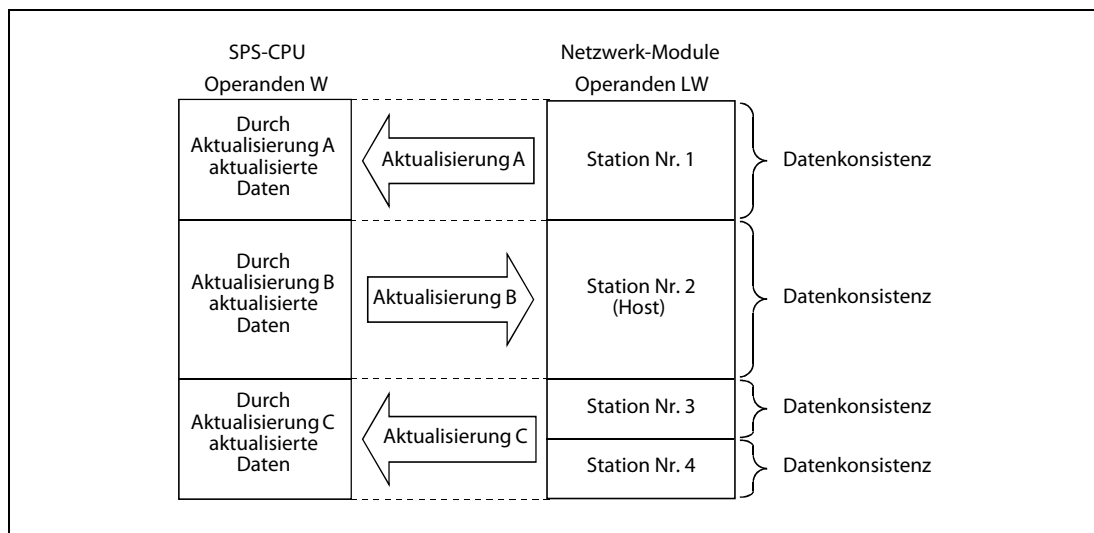 SPS-CPU
Operanden W
Netzwerk-Module
Operanden LW
Durch
Aktualisierung A
aktualisierte
Daten
Aktualisierung A
Station Nr. 1
Datenkonsistenz
Durch
Aktualisierung B
aktualisierte
Daten
Aktualisierung B
Station Nr. 2
(Host)
Datenkonsistenz
Durch
Aktualisierung C
aktualisierte
Daten
Aktualisierung C
Station Nr. 3
Datenkonsistenz
Station Nr. 4
Datenkonsistenz